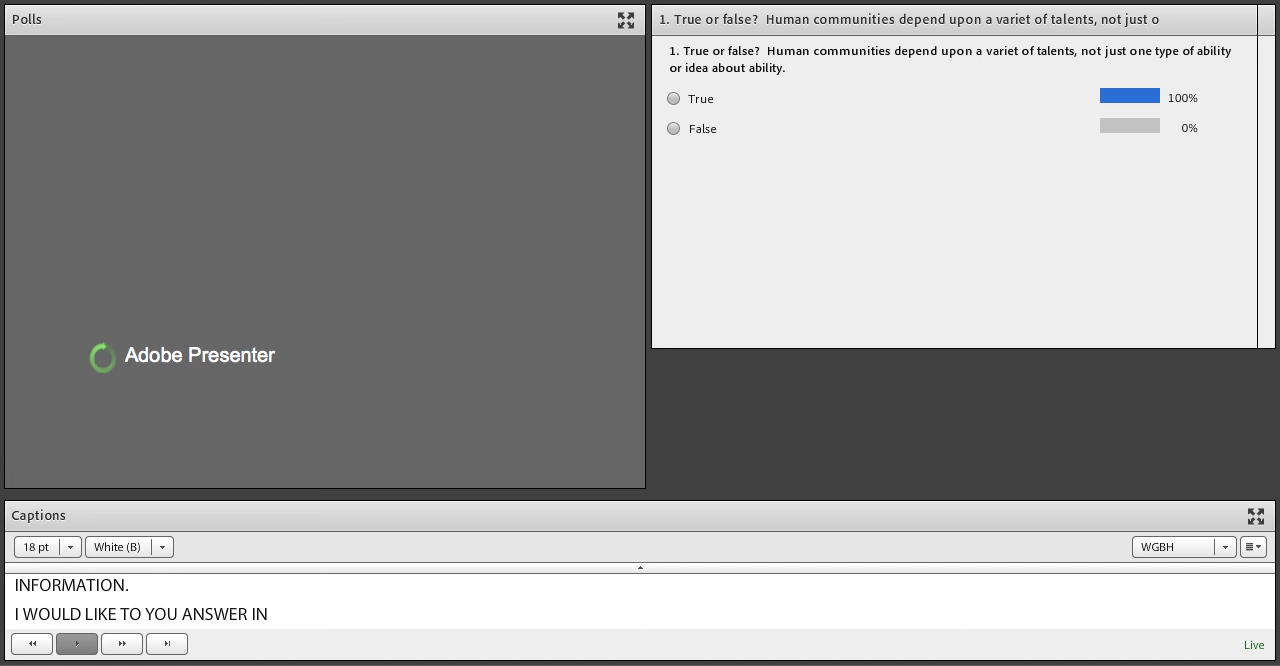 Polls
1. True or false?  Human communities depend upon a variet of talents, not just o
1. True or false?  Human communities depend upon a variet of talents, not just one type of ability
or idea about ability.
True 100%
False 0%
Adobe Presenter
Captions
18 pt White (B) WGBH
INFORMATION.
I WOULD LIKE TO YOU ANSWER IN
Live